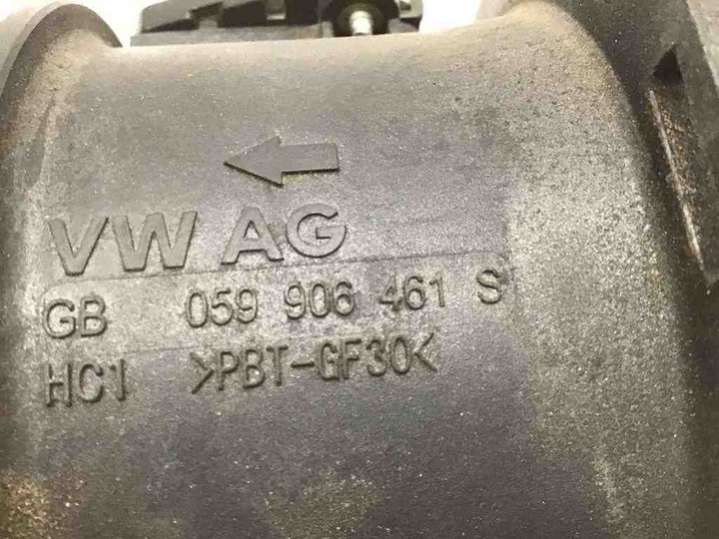 VW AG
GB 059 906 461 S
HC1 >PBT-GF30<